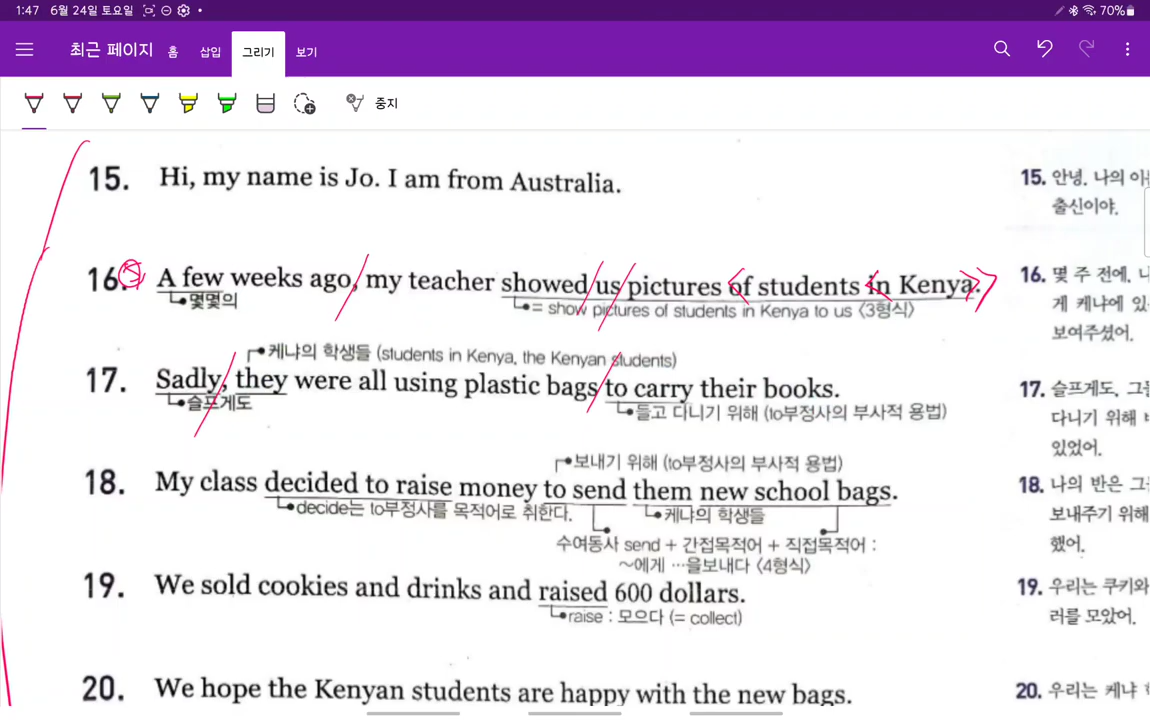 1:47 6월 24일 토요일 70%
최근 페이지 홈 삽입 그리기 보기
중지
15. Hi, my name is Jo. I am from Australia.
15. 안녕. 나의 이
출신이야.
16. A few weeks ago, my teacher showed us pictures of students in Kenya.
몇몇의
= show pictures of students in Kenya to us 〈3형식〉
16. 몇 주 전에, 나
게 케냐에 있
보여주셨어.
케냐의 학생들 (students in Kenya, the Kenyan students)
17. Sadly, they were all using plastic bags to carry their books.
슬프게도
들고 다니기 위해 (to부정사의 부사적 용법)
17. 슬프게도, 그들
다니기 위해
있었어.
보내기 위해 (to부정사의 부사적 용법)
18. My class decided to raise money to send them new school bags.
decide는 to부정사를 목적어로 취한다.
케냐의 학생들
수여동사 send + 간접목적어 + 직접목적어 :
~에게 …을보내다 〈4형식〉
18. 나의 반은 그
보내주기 위해
했어.
19. We sold cookies and drinks and raised 600 dollars.
raise : 모으다 (= collect)
19. 우리는 쿠키와
러를 모았어.
20. We hope the Kenyan students are happy with the new bags.
20. 우리는 케냐